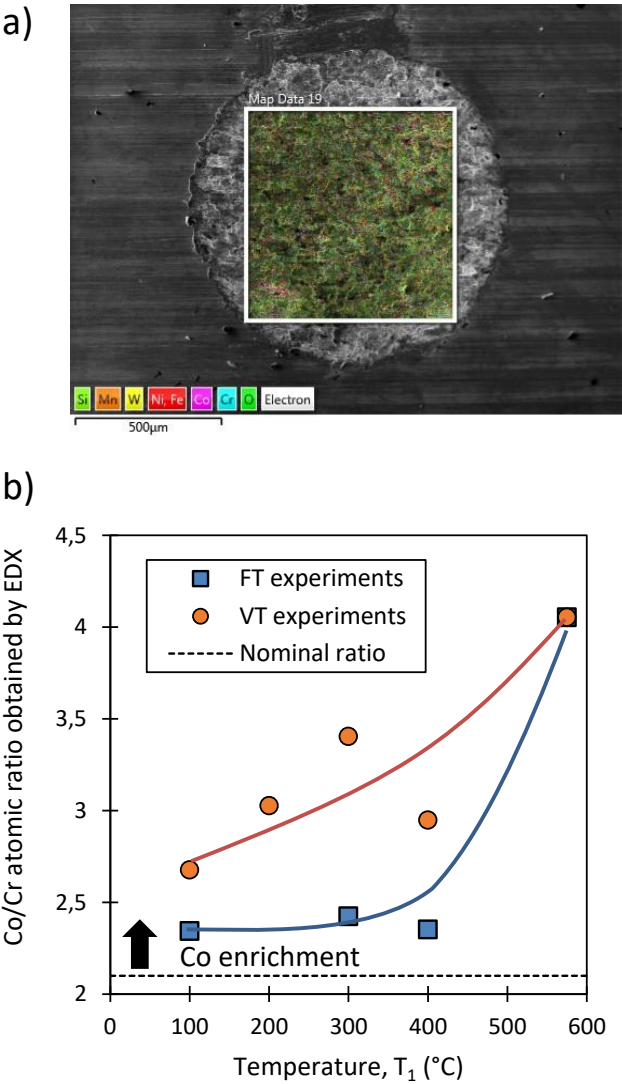 a)
Map Data 19
Si Mn W Ni, Fe Co Cr O Electron
500µm
b)
Co/Cr atomic ratio obtained by EDX
4,5
4
3,5
3
2,5
2
FT experiments
VT experiments
Nominal ratio
Co enrichment
0 100 200 300 400 500 600
Temperature, T₁ (°C)